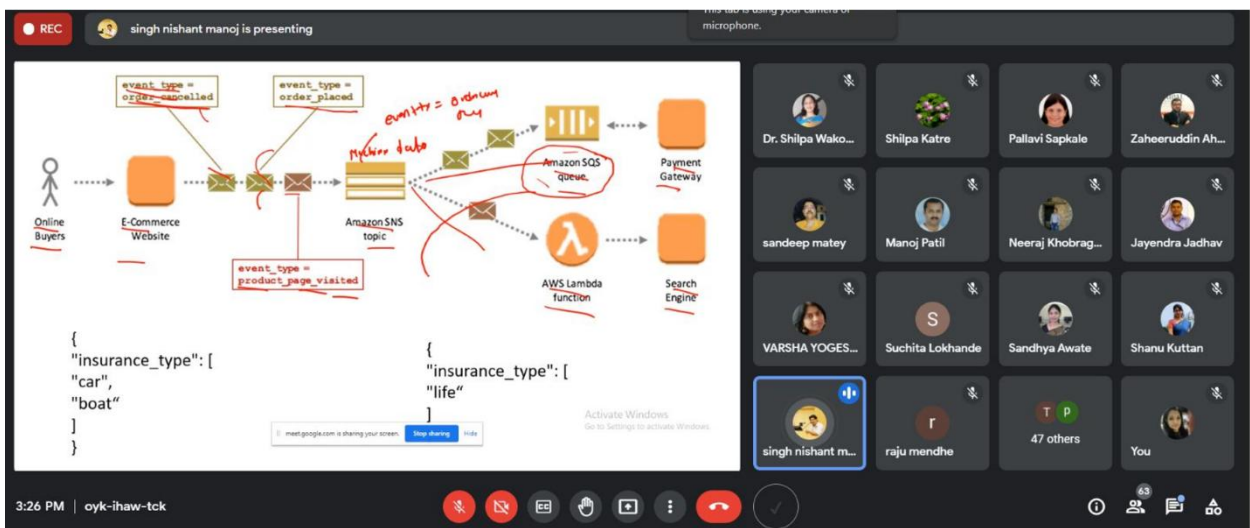 This tab is using your camera or
microphone.
REC
singh nishant manoj is presenting
event_type =
order_cancelled
event_type =
order_placed
Online
Buyers
E-Commerce
Website
Amazon SNS
topic
Amazon SQS
queue
Payment
Gateway
event_type =
product_page_visited
AWS Lambda
function
Search
Engine
{
"insurance_type": [
"car",
"boat“
]
}
{
"insurance_type": [
"life“
]
meet.google.com is sharing your screen.
Stop sharing
Hide
Activate Windows
Go to Settings to activate Windows.
Dr. Shilpa Wako...
Shilpa Katre
Pallavi Sapkale
Zaheeruddin Ah...
sandeep matey
Manoj Patil
Neeraj Khobrag...
Jayendra Jadhav
VARSHA YOGES...
S
Suchita Lokhande
Sandhya Awate
Shanu Kuttan
singh nishant m...
r
raju mendhe
T
P
47 others
You
3:26 PM | oyk-ihaw-tck
CC
63